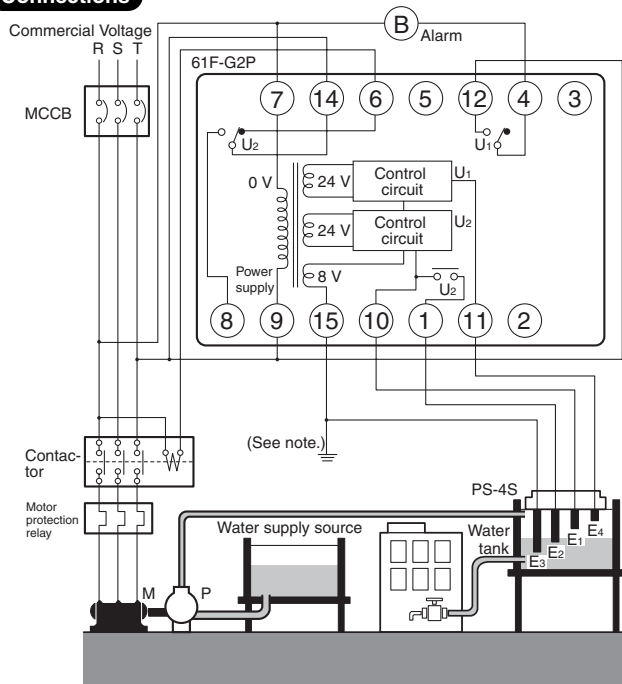 Connections
Commercial Voltage
R S T
B
Alarm
61F-G2P
MCCB
7 14 6 5 12 4 3
U2
U1
0 V
24 V
Control circuit
U1
24 V
Control circuit
U2
Power supply
8 V
U2
8 9 15 10 1 11 2
(See note.)
Contac-
tor
PS-4S
Motor
protection
relay
Water supply source
Water
tank
E3 E2 E1 E4
M P